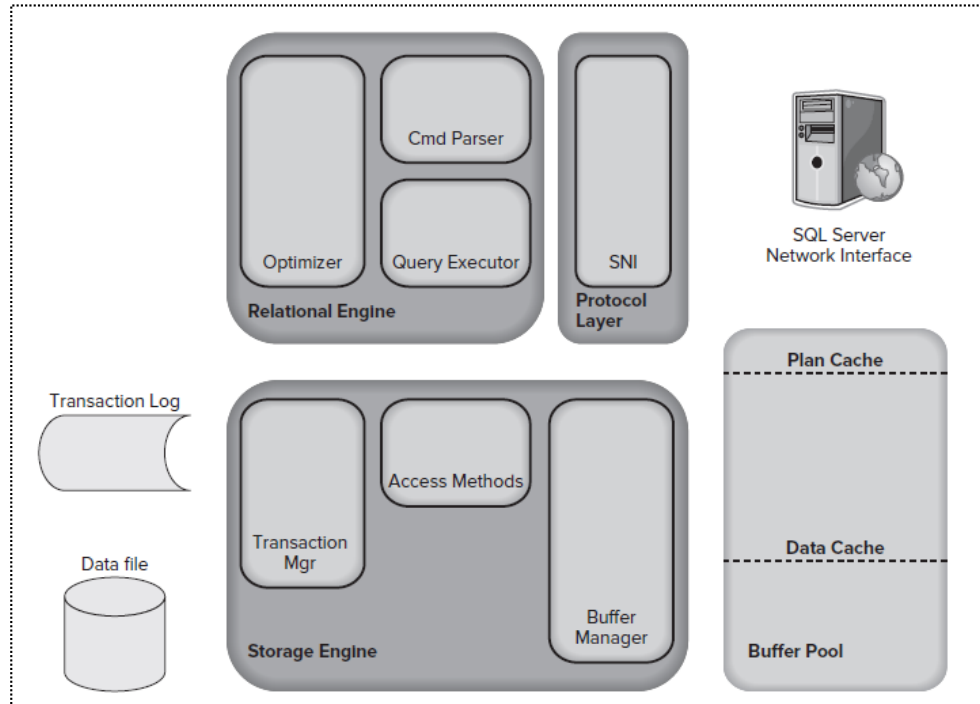 Cmd Parser
Optimizer
Query Executor
Relational Engine
SNI
Protocol
Layer
SQL Server
Network Interface
Transaction Log
Data file
Access Methods
Transaction
Mgr
Buffer
Manager
Storage Engine
Plan Cache
Data Cache
Buffer Pool